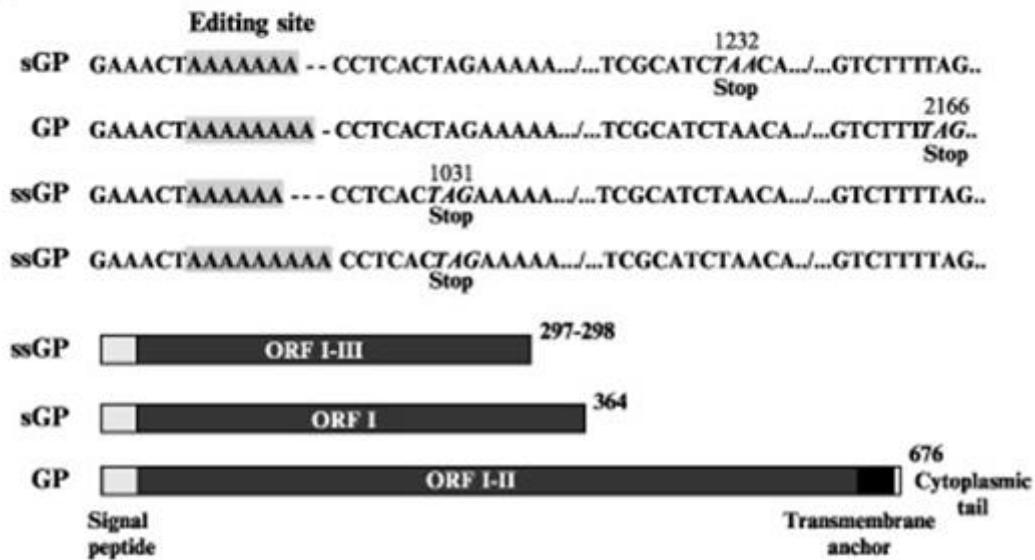 Editing site
1232
sGP GAAACTAAAAAAA - - CCTCACTAGAAAAA.../...TCGCATCTAACA.../...GTCTTTTAG..
Stop
2166
GP GAAACTAAAAAAAA - CCTCACTAGAAAAA.../...TCGCATCTAACA../...GTCTTTTAG..
Stop
1031
ssGP GAAACTAAAAAA - - - CCTCACTAGAAAAA.../...TCGCATCTAACA../...GTCTTTTAG..
Stop
ssGP GAAACTAAAAAAAAA CCTCACTAGAAAAA.../...TCGCATCTAACA../...GTCTTTTAG..
Stop
ssGP ORF I-III 297-298
sGP ORF I 364
GP ORF I-II 676
Cytoplasmic
tail
Signal
peptide
Transmembrane
anchor